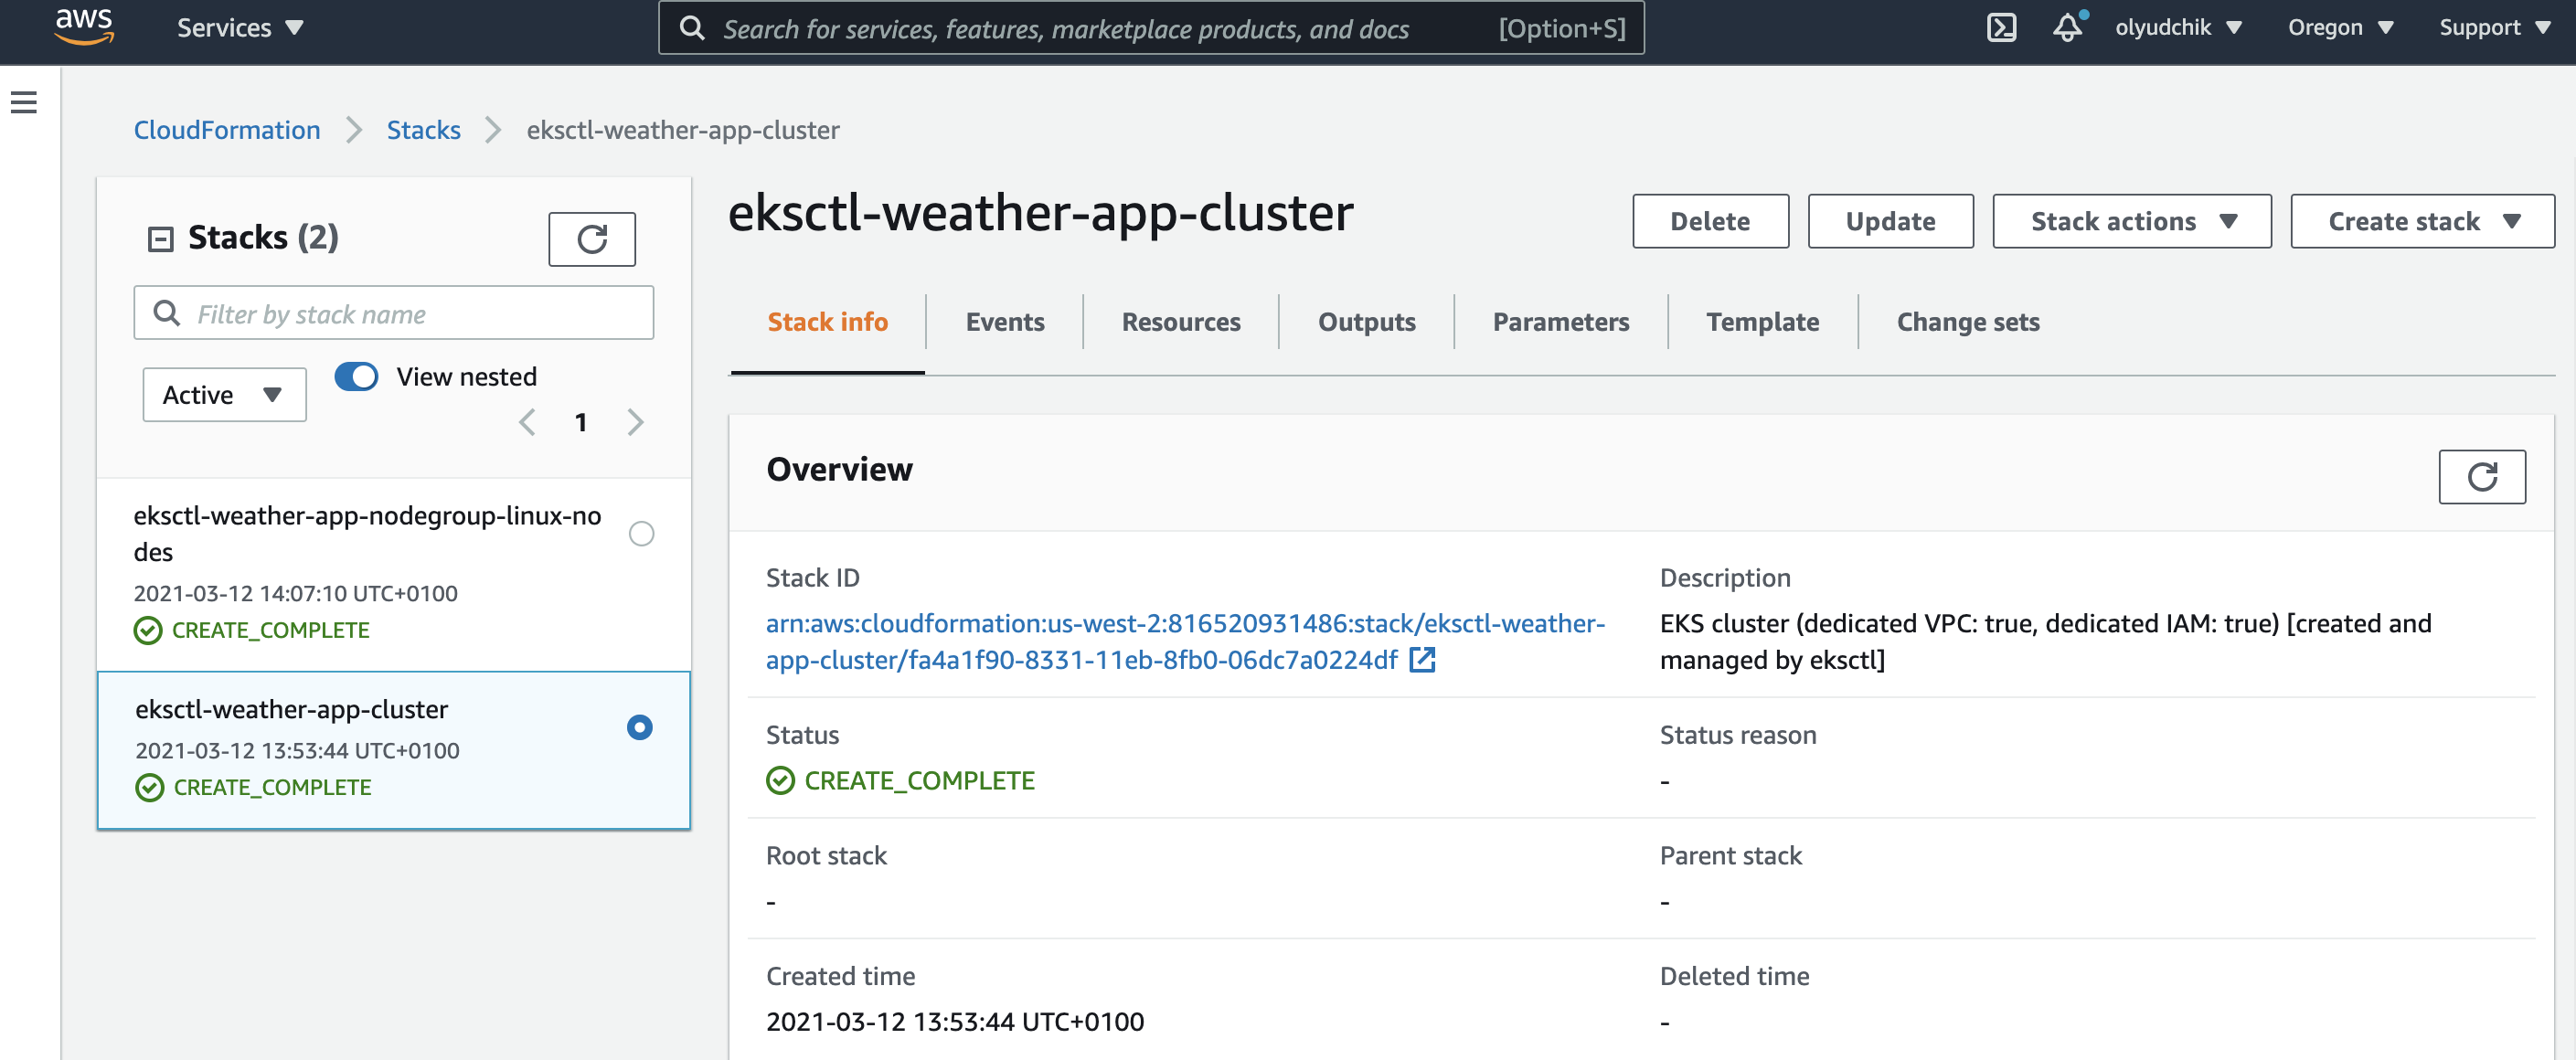 aws
Services
Search for services, features, marketplace products, and docs [Option+S]
olyudchik
Oregon
Support
CloudFormation
Stacks
eksctl-weather-app-cluster
Stacks (2)
Filter by stack name
Active
View nested
1
eksctl-weather-app-nodegroup-linux-no
des
2021-03-12 14:07:10 UTC+0100
CREATE_COMPLETE
eksctl-weather-app-cluster
2021-03-12 13:53:44 UTC+0100
CREATE_COMPLETE
eksctl-weather-app-cluster
Delete
Update
Stack actions
Create stack
Stack info
Events
Resources
Outputs
Parameters
Template
Change sets
Overview
Stack ID
arn:aws:cloudformation:us-west-2:816520931486:stack/eksctl-weather-
app-cluster/fa4a1f90-8331-11eb-8fb0-06dc7a0224df
Description
EKS cluster (dedicated VPC: true, dedicated IAM: true) [created and
managed by eksctl]
Status
CREATE_COMPLETE
Status reason
-
Root stack
-
Parent stack
-
Created time
2021-03-12 13:53:44 UTC+0100
Deleted time
-